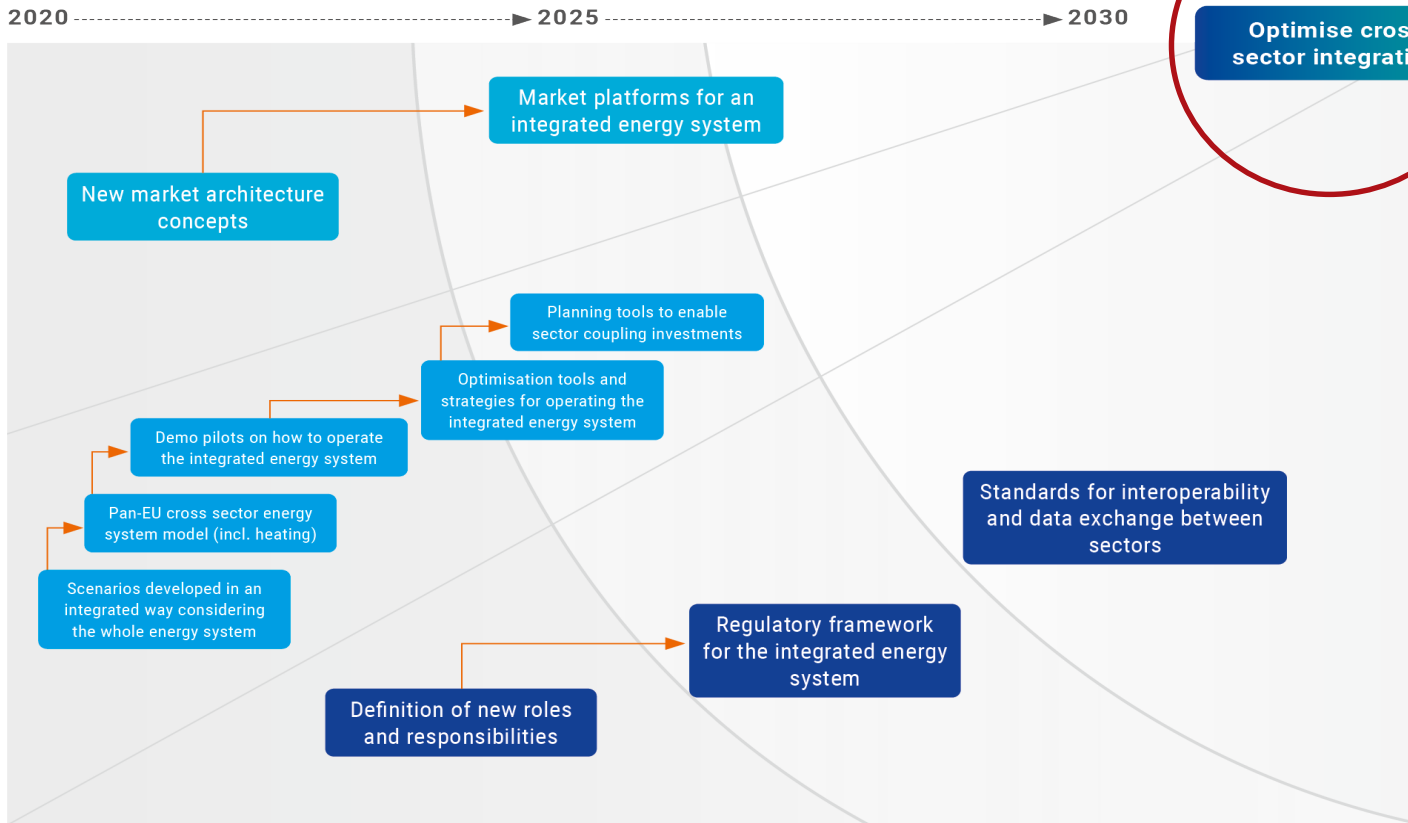 2020 2025 2030
Optimise
sector
Market platforms for an
integrated energy system
New market architecture
concepts
Planning tools to enable
sector coupling investments
Optimisation tools and
strategies for operating the
integrated energy system
Demo pilots on how to operate
the integrated energy system
Pan-EU cross sector energy
system model (incl. heating)
Scenarios developed in an
integrated way considering
the whole energy system
Standards for interoperability
and data exchange between
sectors
Regulatory framework
for the integrated energy
system
Definition of new roles
and responsibilities